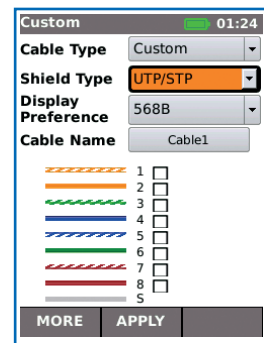 Custom 01:24
Cable Type Custom
Shield Type UTP/STP
Display
Preference 568B
Cable Name Cable1
1
2
3
4
5
6
7
8
S
MORE APPLY